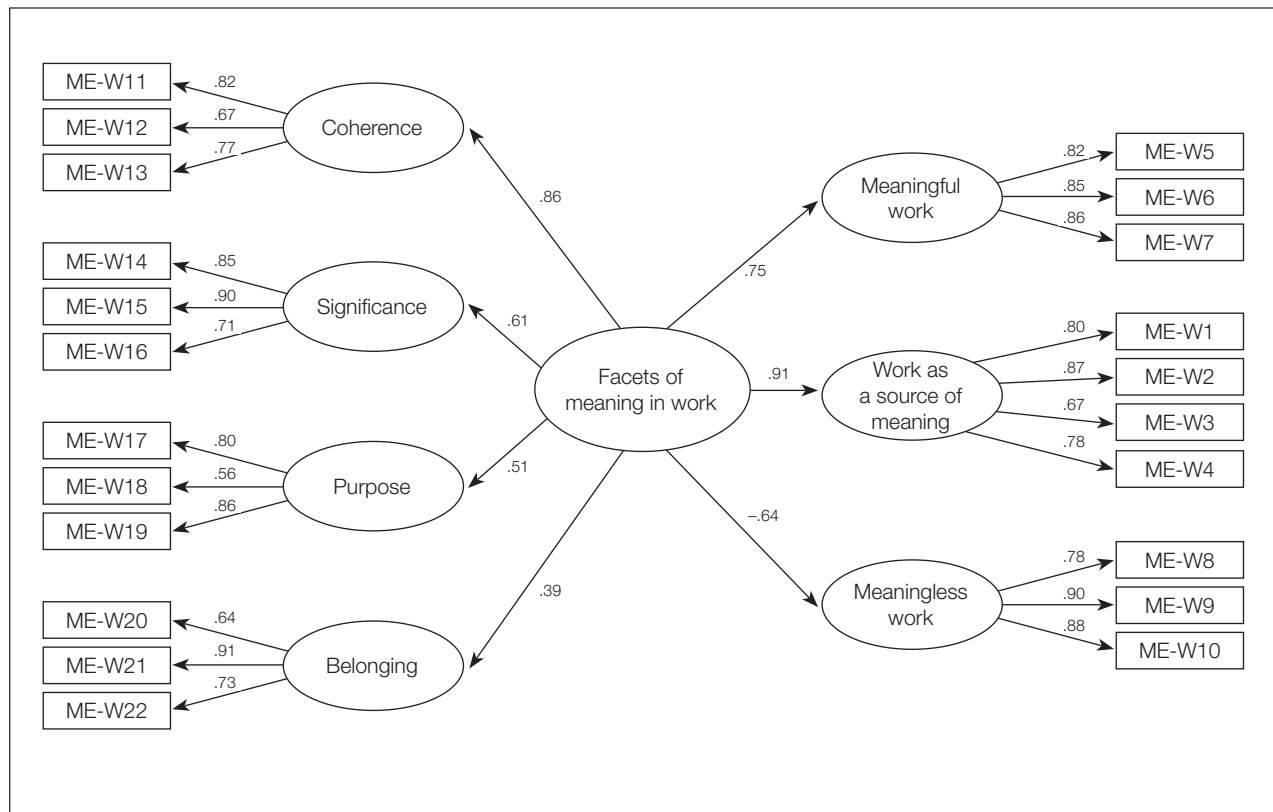 ME-W11
ME-W12
ME-W13
.82
.67
.77
Coherence
.86
ME-W14
ME-W15
ME-W16
.85
.90
.71
Significance
.61
ME-W17
ME-W18
ME-W19
.80
.56
.86
Purpose
.51
ME-W20
ME-W21
ME-W22
.64
.91
.73
Belonging
.39
Facets of
meaning in work
.75
Meaningful
work
.82
.85
.86
ME-W5
ME-W6
ME-W7
.91
Work as
a source of
meaning
.80
.87
.67
.78
ME-W1
ME-W2
ME-W3
ME-W4
–.64
Meaningless
work
.78
.90
.88
ME-W8
ME-W9
ME-W10